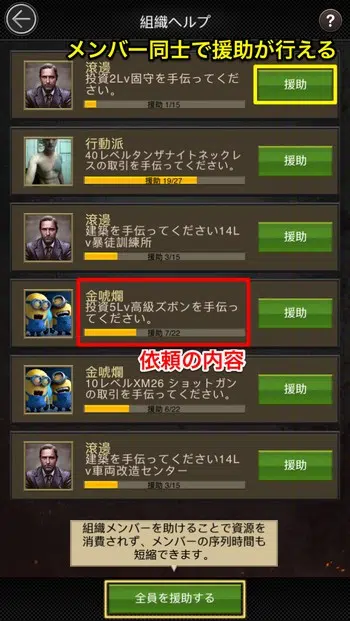 組織ヘルプ
?
メンバー同士で援助が行える
滾邊
投資2Lv固守を手伝ってくだ
さい。
援助 1/15
援助
行動派
40レベルタンザナイトネックレ
スの取引を手伝ってください。
援助 19/27
援助
滾邊
建築を手伝ってください14L
v暴徒訓練所
援助 3/15
援助
金唬爛
投資5Lv高級ズボンを手伝っ
てください。
援助 7/22
援助
依頼の内容
金唬爛
10レベルXM26 ショットガン
の取引を手伝ってください。
援助 6/22
援助
滾邊
建築を手伝ってください14L
v車両改造センター
援助 3/15
援助
組織メンバーを助けることで資源を
消費されず、メンバーの序列時間も
短縮できます。
全員を援助する